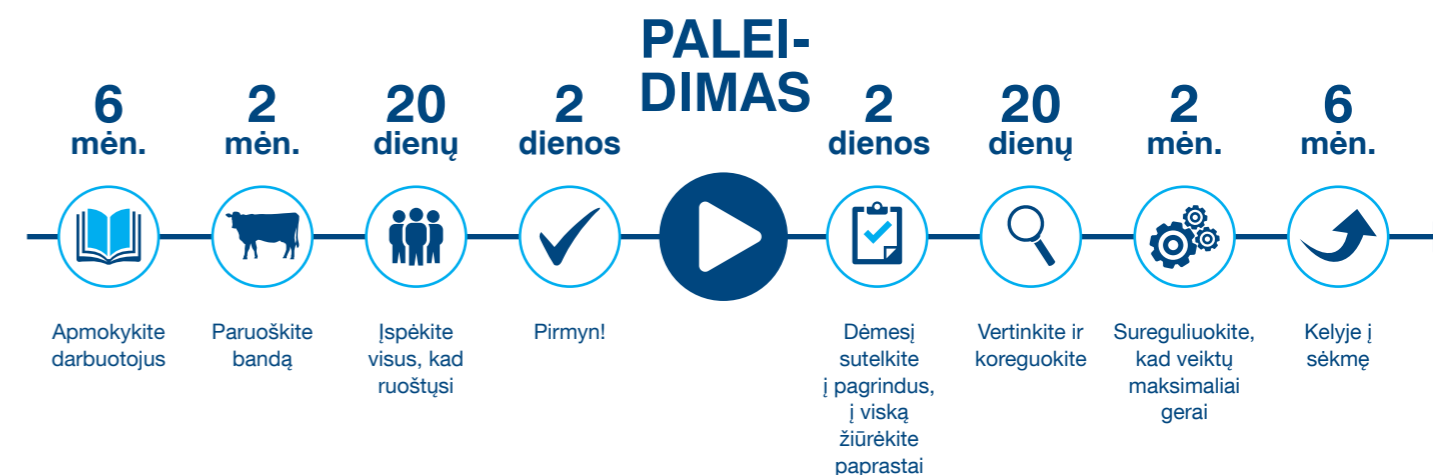 PALEI-
DIMAS
6
mėn.
Apmokykite
darbuotojus
2
mėn.
Paruoškite
bandą
20
dienų
Įspėkite
visus, kad
ruoštųsi
2
dienos
Pirmyn!
2
dienos
Dėmesį
sutelkite
į pagrindus,
į viską
žiūrėkite
paprastai
20
dienų
Vertinkite ir
koreguokite
2
mėn.
Sureguliuokite,
kad veiktų
maksimaliai
gerai
6
mėn.
Kelyje į
sėkmę